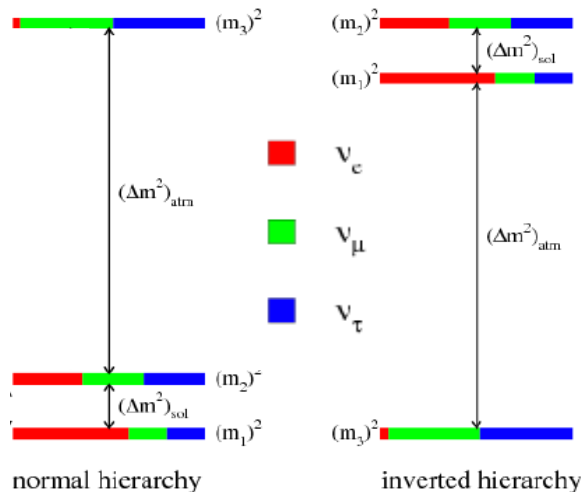 (m₃)²
(Δm²)atm
(m₂)²
(Δm²)sol
(m₁)²
normal hierarchy
νe
νμ
ντ
(m₂)²
(Δm²)sol
(m₁)²
(Δm²)atm
(m₃)²
inverted hierarchy